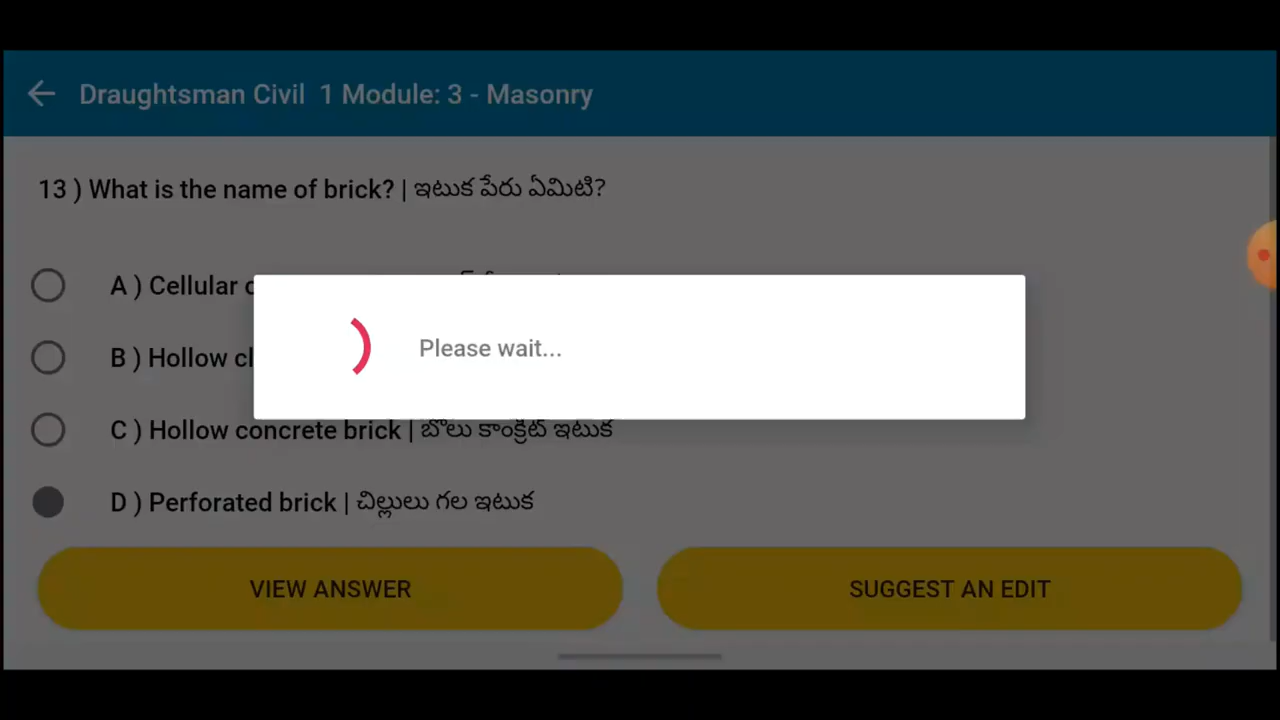 Draughtsman Civil 1 Module: 3 - Masonry
13 ) What is the name of brick? | ఇటుక పేరు ఏమిటి?
A ) Cellular
B ) Hollow
Please wait...
C ) Hollow concrete brick | బోలు కాంక్రీట్ ఇటుక
D ) Perforated brick | చిల్లులు గల ఇటుక
VIEW ANSWER
SUGGEST AN EDIT